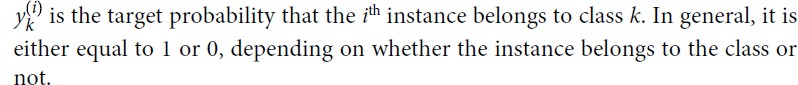 y_k^(i) is the target probability that the i^th instance belongs to class k. In general, it is
either equal to 1 or 0, depending on whether the instance belongs to the class or
not.